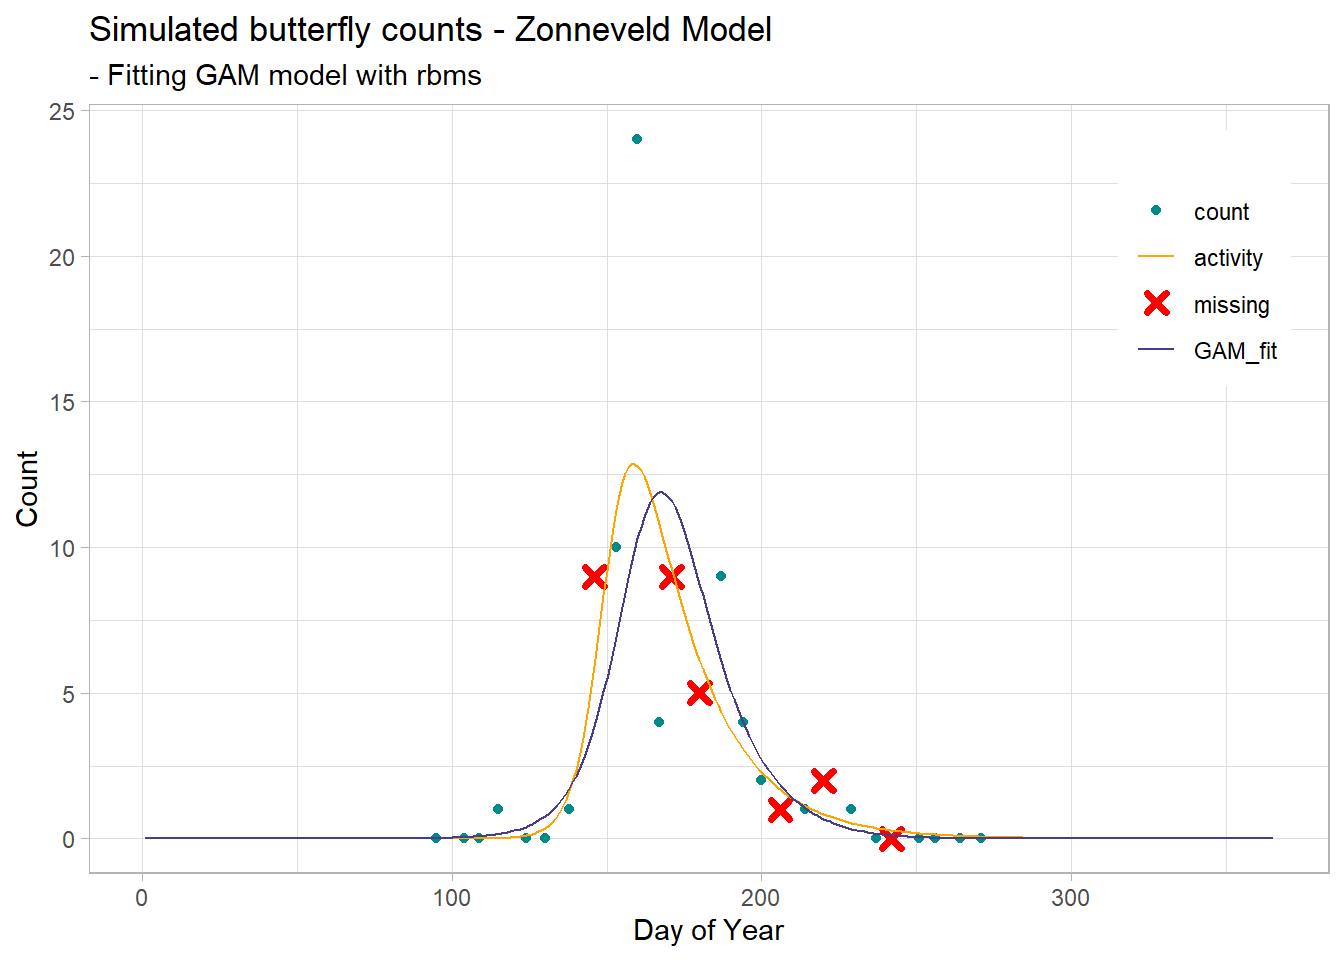 Simulated butterfly counts - Zonneveld Model
- Fitting GAM model with rbms
25
20
15
10
5
0
Count
count
activity
missing
GAM_fit
0 100 200 300
Day of Year